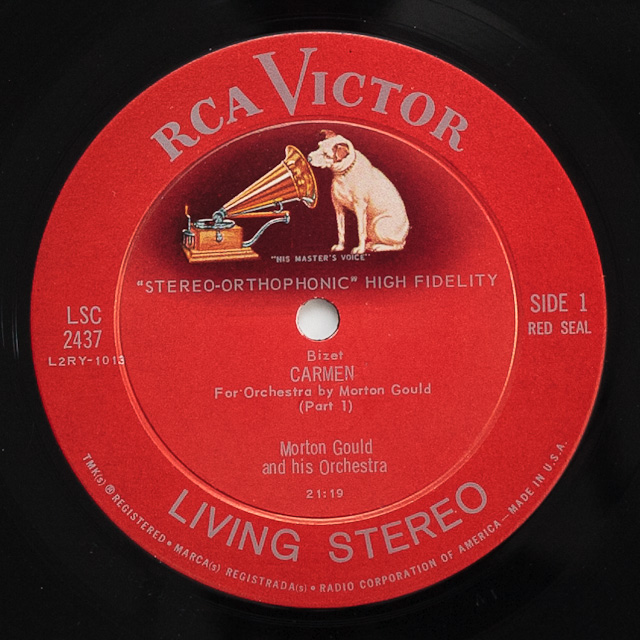 RCA VICTOR
"HIS MASTER'S VOICE"
"STEREO-ORTHOPHONIC" HIGH FIDELITY
LSC
2437
L2RY-1013
SIDE 1
RED SEAL
Bizet
CARMEN
For Orchestra by Morton Gould
(Part 1)
Morton Gould
and his Orchestra
21:19
LIVING STEREO
TMK(s) ® REGISTERED • MARCA(s) REGISTRADA(s) • RADIO CORPORATION OF AMERICA—MADE IN U.S.A.